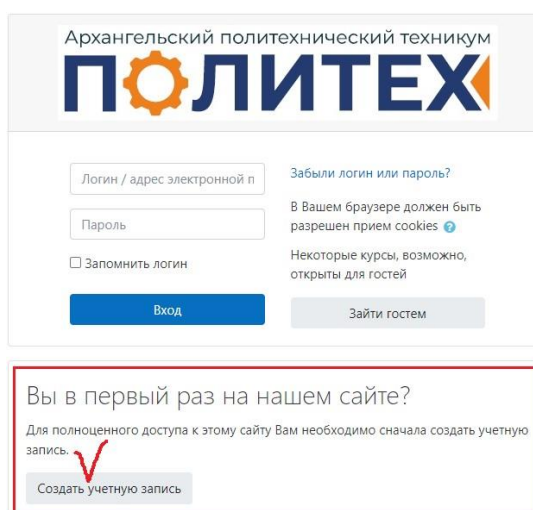 Архангельский политехнический техникум
ПОЛИТЕХ
Логин / адрес электронной п
Пароль
Запомнить логин
Вход
Забыли логин или пароль?
В Вашем браузере должен быть
разрешен прием cookies ?
Некоторые курсы, возможно,
открыты для гостей
Зайти гостем
Вы в первый раз на нашем сайте?
Для полноценного доступа к этому сайту Вам необходимо сначала создать учетную
запись.
Создать учетную запись